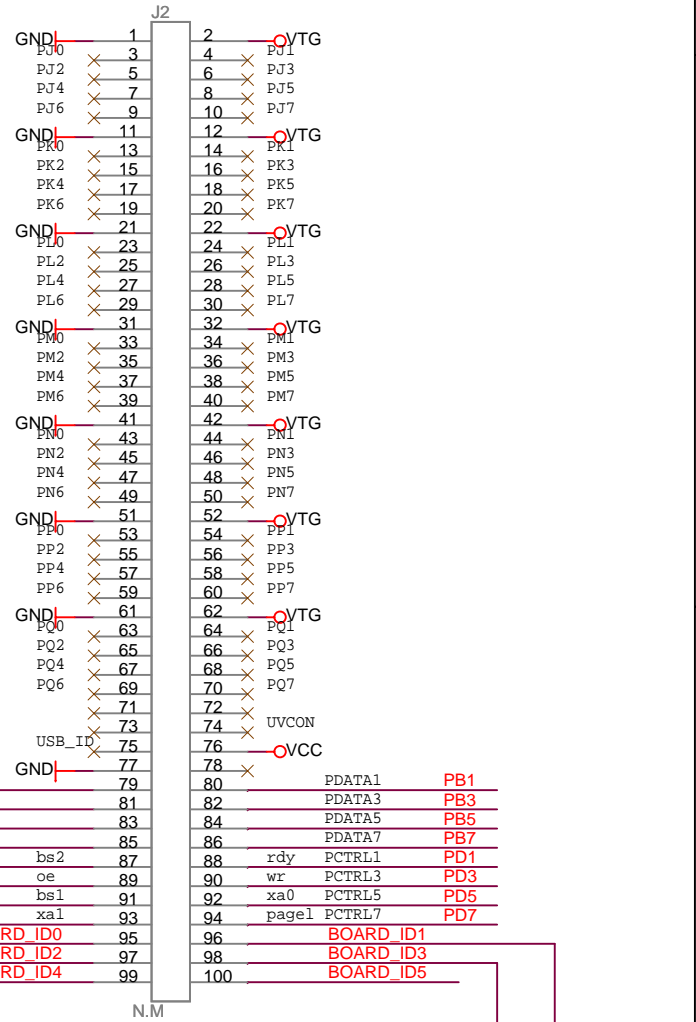 J2
GND 1 2 VTG
PJ0 3 4 PJ1
PJ2 5 6 PJ3
PJ4 7 8 PJ5
PJ6 9 10 PJ7
GND 11 12 VTG
PK0 13 14 PK1
PK2 15 16 PK3
PK4 17 18 PK5
PK6 19 20 PK7
GND 21 22 VTG
PL0 23 24 PL1
PL2 25 26 PL3
PL4 27 28 PL5
PL6 29 30 PL7
GND 31 32 VTG
PM0 33 34 PM1
PM2 35 36 PM3
PM4 37 38 PM5
PM6 39 40 PM7
GND 41 42 VTG
PN0 43 44 PN1
PN2 45 46 PN3
PN4 47 48 PN5
PN6 49 50 PN7
GND 51 52 VTG
PP0 53 54 PP1
PP2 55 56 PP3
PP4 57 58 PP5
PP6 59 60 PP7
GND 61 62 VTG
PQ0 63 64 PQ1
PQ2 65 66 PQ3
PQ4 67 68 PQ5
PQ6 69 70 PQ7
71 72
73 74 UVCON
USB_ID 75 76 VCC
GND 77 78
79 80 PDATA1 PB1
81 82 PDATA3 PB3
83 84 PDATA5 PB5
85 86 PDATA7 PB7
bs2 87 88 rdy PCTRL1 PD1
oe 89 90 wr PCTRL3 PD3
bs1 91 92 xa0 PCTRL5 PD5
xa1 93 94 pagel PCTRL7 PD7
RD_ID0 95 96 BOARD_ID1
RD_ID2 97 98 BOARD_ID3
RD_ID4 99 100 BOARD_ID5
N.M